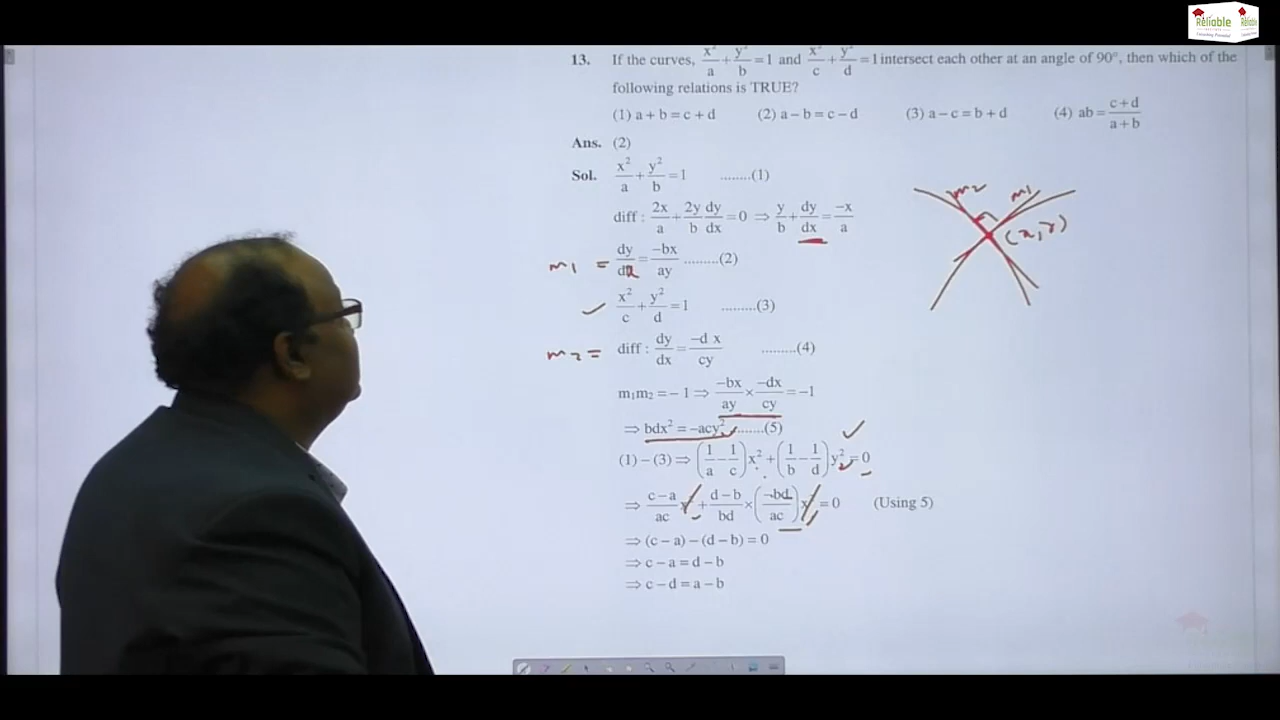 Reliable
Reliable
13. If the curves, x²/a + y²/b = 1 and x²/c + y²/d = 1 intersect each other at an angle of 90°, then which of the
following relations is TRUE?
(1) a + b = c + d (2) a − b = c − d (3) a − c = b + d (4) ab = (c + d)/(a + b)
Ans. (2)
Sol. x²/a + y²/b = 1 ........(1)
diff : 2x/a + 2y/b dy/dx = 0 ⇒ y/b + dy/dx = −x/a
m₁ = dy/dx = −bx/ay .........(2)
x²/c + y²/d = 1 .........(3)
m₂ = diff : dy/dx = −d x/cy .........(4)
m₁m₂ = − 1 ⇒ −bx/ay × −dx/cy = −1
⇒ bdx² = −acy² ........(5)
(1) − (3) ⇒ (1/a − 1/c) x² + (1/b − 1/d) y² = 0
⇒ (c − a)/ac x² + (d − b)/bd × (−bd/ac) x² = 0 (Using 5)
⇒ (c − a) − (d − b) = 0
⇒ c − a = d − b
⇒ c − d = a − b
m₂ m₁
(x, y)